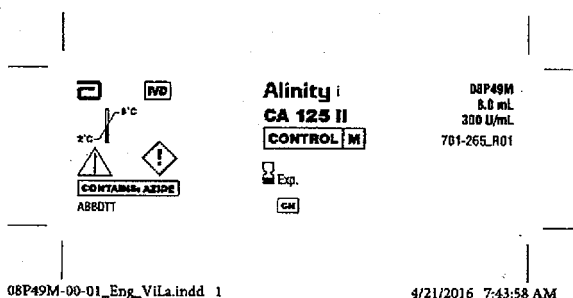 IVD
8°C
2°C
CONTAINS: AZIDE
ABBOTT
Alinity i
CA 125 II
CONTROL M
Exp.
CN
08P49M
8.0 mL
300 U/mL
701-265_R01
08P49M-00-01_Eng_ViLa.indd 1
4/21/2016 7:43:58 AM